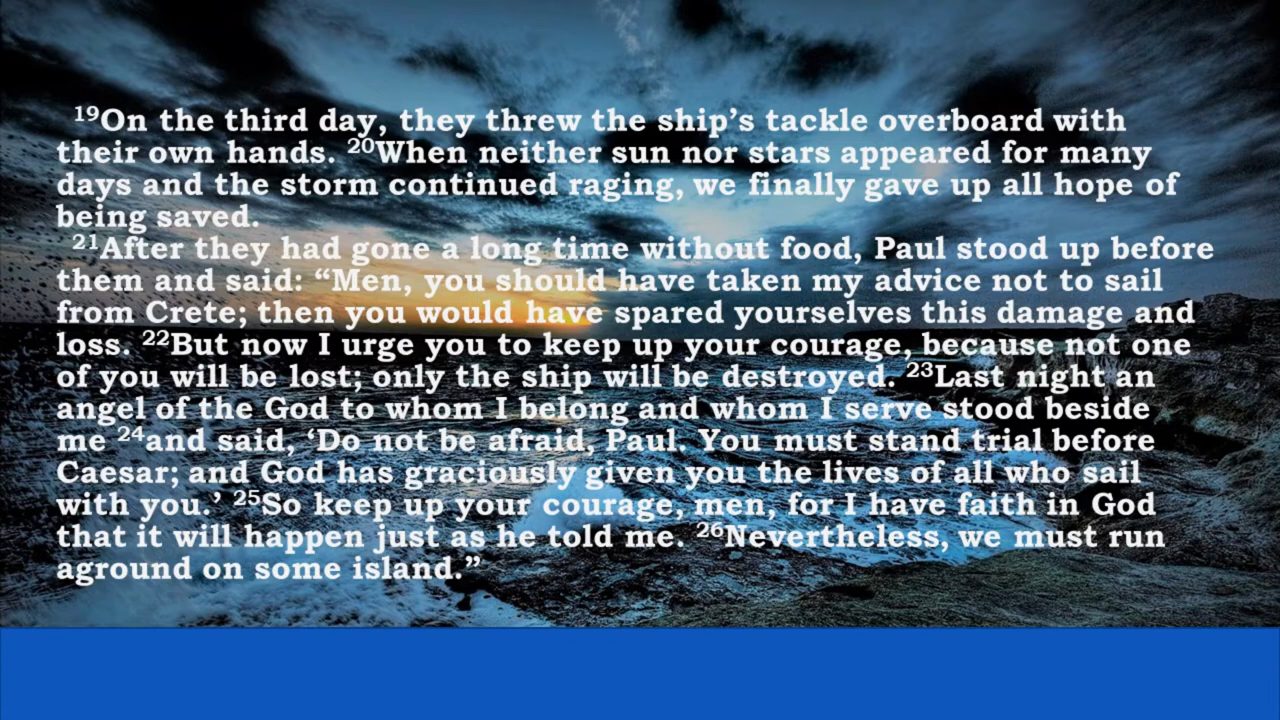 ¹⁹On the third day, they threw the ship’s tackle overboard with
their own hands. ²⁰When neither sun nor stars appeared for many
days and the storm continued raging, we finally gave up all hope of
being saved.
²¹After they had gone a long time without food, Paul stood up before
them and said: “Men, you should have taken my advice not to sail
from Crete; then you would have spared yourselves this damage and
loss. ²²But now I urge you to keep up your courage, because not one
of you will be lost; only the ship will be destroyed. ²³Last night an
angel of the God to whom I belong and whom I serve stood beside
me ²⁴and said, ‘Do not be afraid, Paul. You must stand trial before
Caesar; and God has graciously given you the lives of all who sail
with you.’ ²⁵So keep up your courage, men, for I have faith in God
that it will happen just as he told me. ²⁶Nevertheless, we must run
aground on some island.”